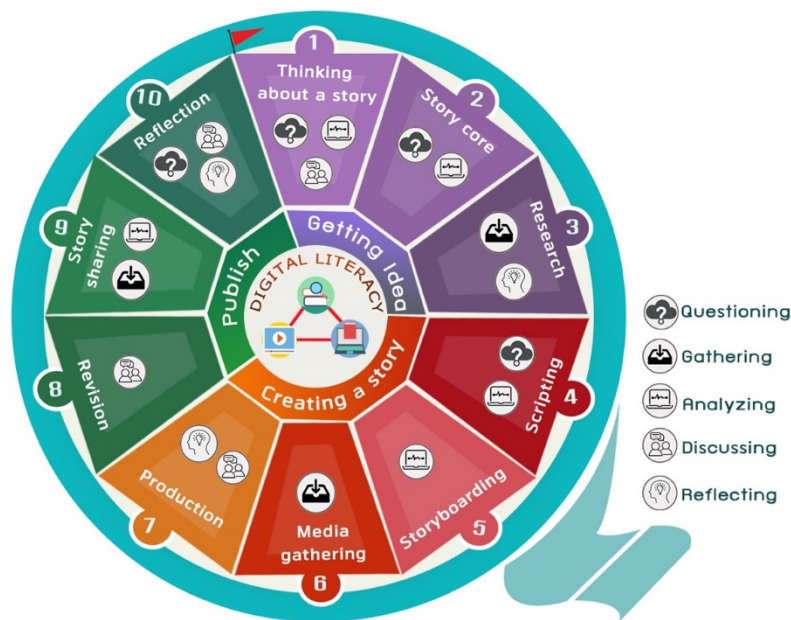 1
Thinking
about a story
2
Story core
3
Research
4
Scripting
5
Storyboarding
6
Media
gathering
7
Production
8
Revision
9
Story
sharing
10
Reflection
Getting Idea
Creating a story
Publish
DIGITAL LITERACY
Questioning
Gathering
Analyzing
Discussing
Reflecting